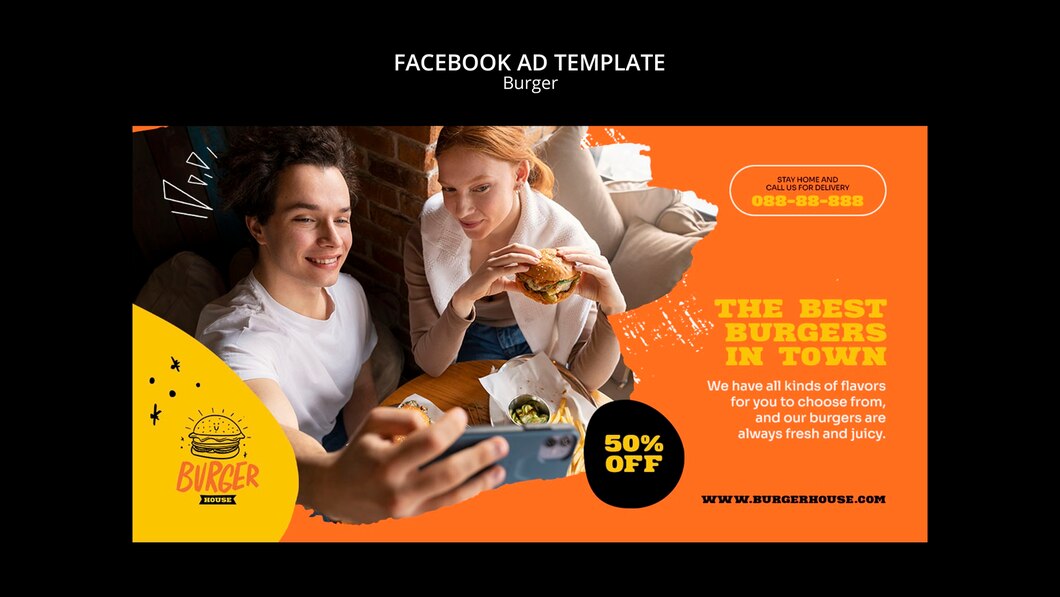 FACEBOOK AD TEMPLATE
Burger
STAY HOME AND
CALL US FOR DELIVERY
088-88-888
THE BEST
BURGERS
IN TOWN
We have all kinds of flavors
for you to choose from,
and our burgers are
always fresh and juicy.
50%
OFF
BURGER
HOUSE
WWW.BURGERHOUSE.COM